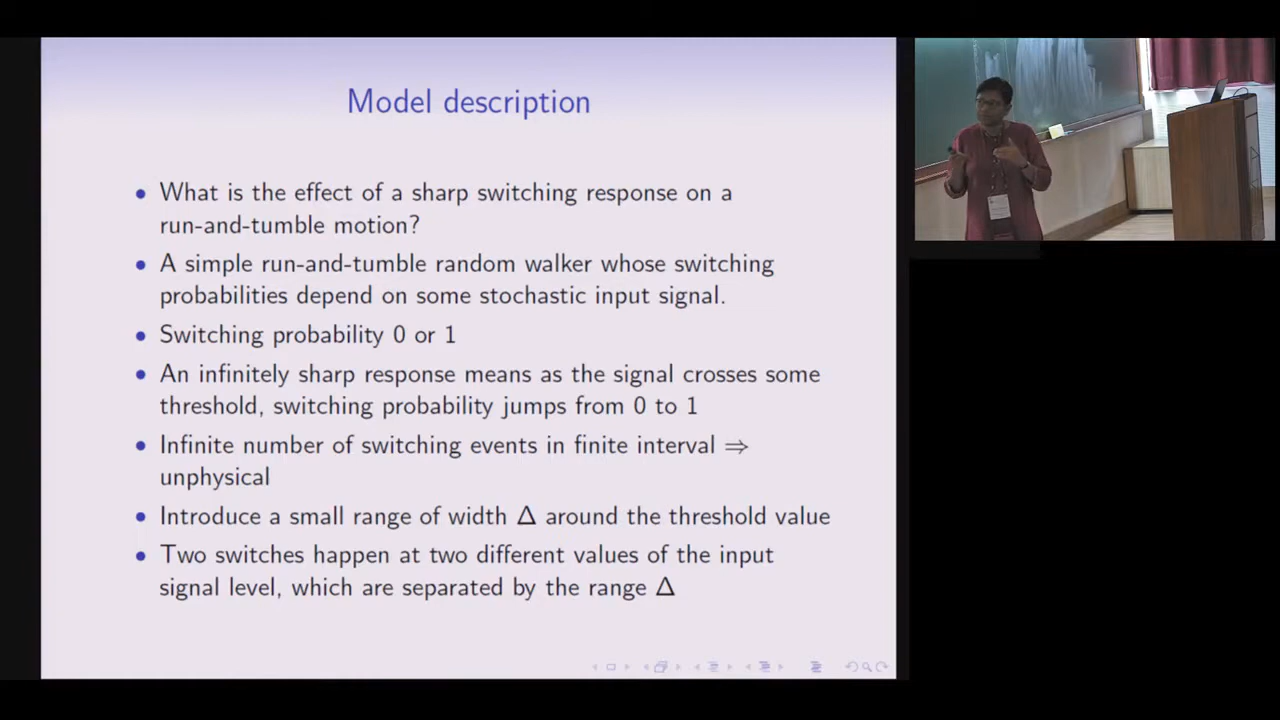 Model description
• What is the effect of a sharp switching response on a
run-and-tumble motion?
• A simple run-and-tumble random walker whose switching
probabilities depend on some stochastic input signal.
• Switching probability 0 or 1
• An infinitely sharp response means as the signal crosses some
threshold, switching probability jumps from 0 to 1
• Infinite number of switching events in finite interval ⇒
unphysical
• Introduce a small range of width Δ around the threshold value
• Two switches happen at two different values of the input
signal level, which are separated by the range Δ